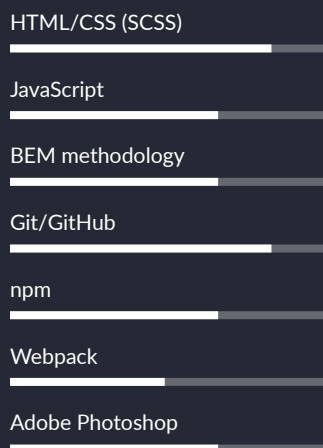 HTML/CSS (SCSS)
JavaScript
BEM methodology
Git/GitHub
npm
Webpack
Adobe Photoshop